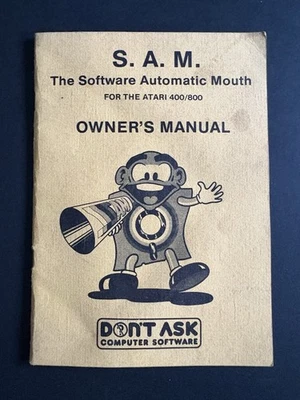 S. A. M.
The Software Automatic Mouth
FOR THE ATARI 400/800
OWNER'S MANUAL
DON'T ASK
COMPUTER SOFTWARE